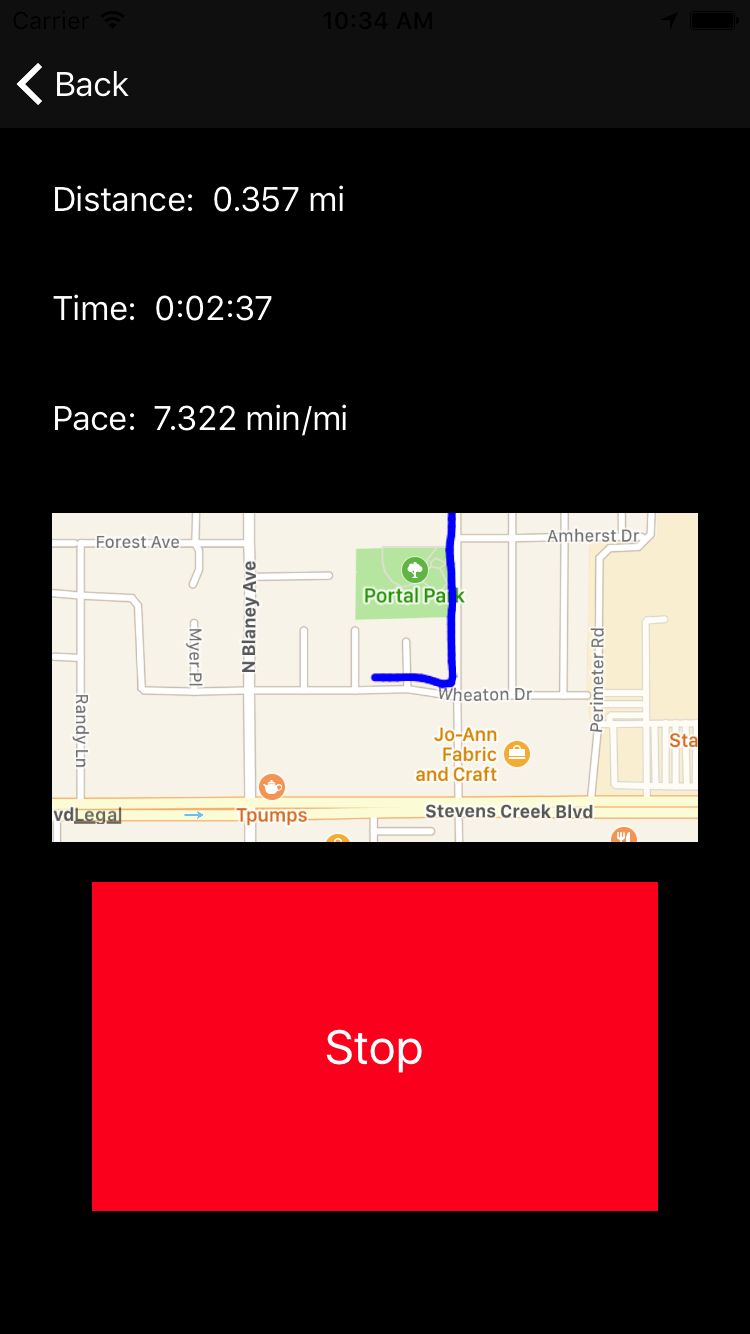 Carrier 10:34 AM
Back
Distance: 0.357 mi
Time: 0:02:37
Pace: 7.322 min/mi
Forest Ave
Amherst Dr
N Blaney Ave
Portal Park
Myer Pl
Perimeter Rd
Randy Ln
Wheaton Dr
Jo-Ann
Fabric
and Craft
Sta
vd
Legal
Tpumps
Stevens Creek Blvd
Stop